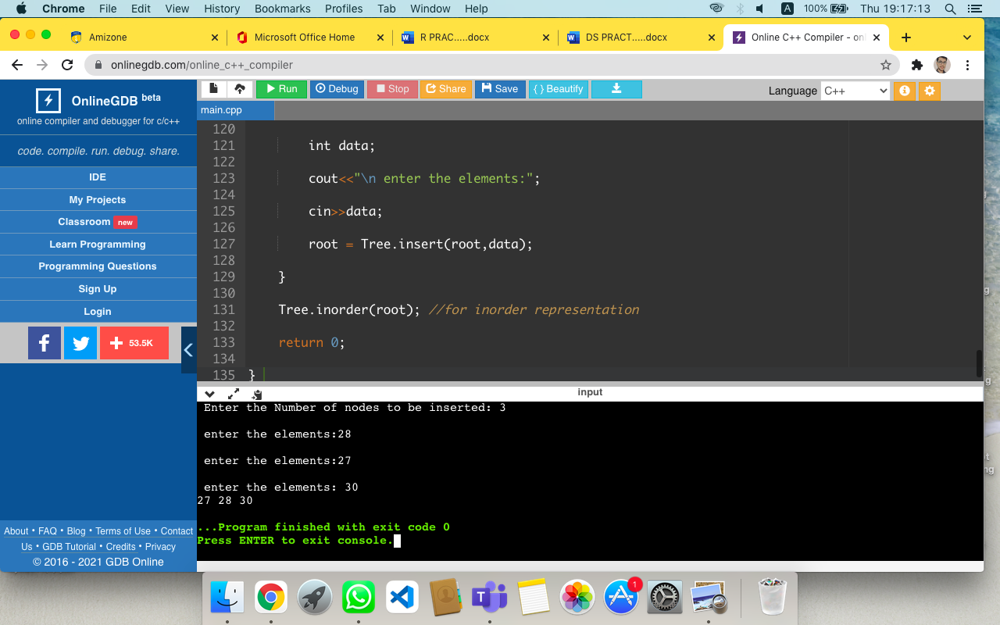 Chrome File Edit View History Bookmarks Profiles Tab Window Help A 100% Thu 19:17:13
Amizone Microsoft Office Home R PRAC.....docx DS PRACT.....docx Online C++ Compiler - onl
onlinegdb.com/online_c++_compiler
OnlineGDB beta
online compiler and debugger for c/c++
code. compile. run. debug. share.
IDE
My Projects
Classroom new
Learn Programming
Programming Questions
Sign Up
Login
53.5K
About • FAQ • Blog • Terms of Use • Contact
Us • GDB Tutorial • Credits • Privacy
© 2016 - 2021 GDB Online
Run Debug Stop Share Save { } Beautify Language C++
main.cpp
120
121 int data;
122
123 cout<<"\n enter the elements:";
124
125 cin>>data;
126
127 root = Tree.insert(root,data);
128
129 }
130
131 Tree.inorder(root); //for inorder representation
132
133 return 0;
134
135 }
input
Enter the Number of nodes to be inserted: 3
enter the elements:28
enter the elements:27
enter the elements: 30
27 28 30
...Program finished with exit code 0
Press ENTER to exit console.
1